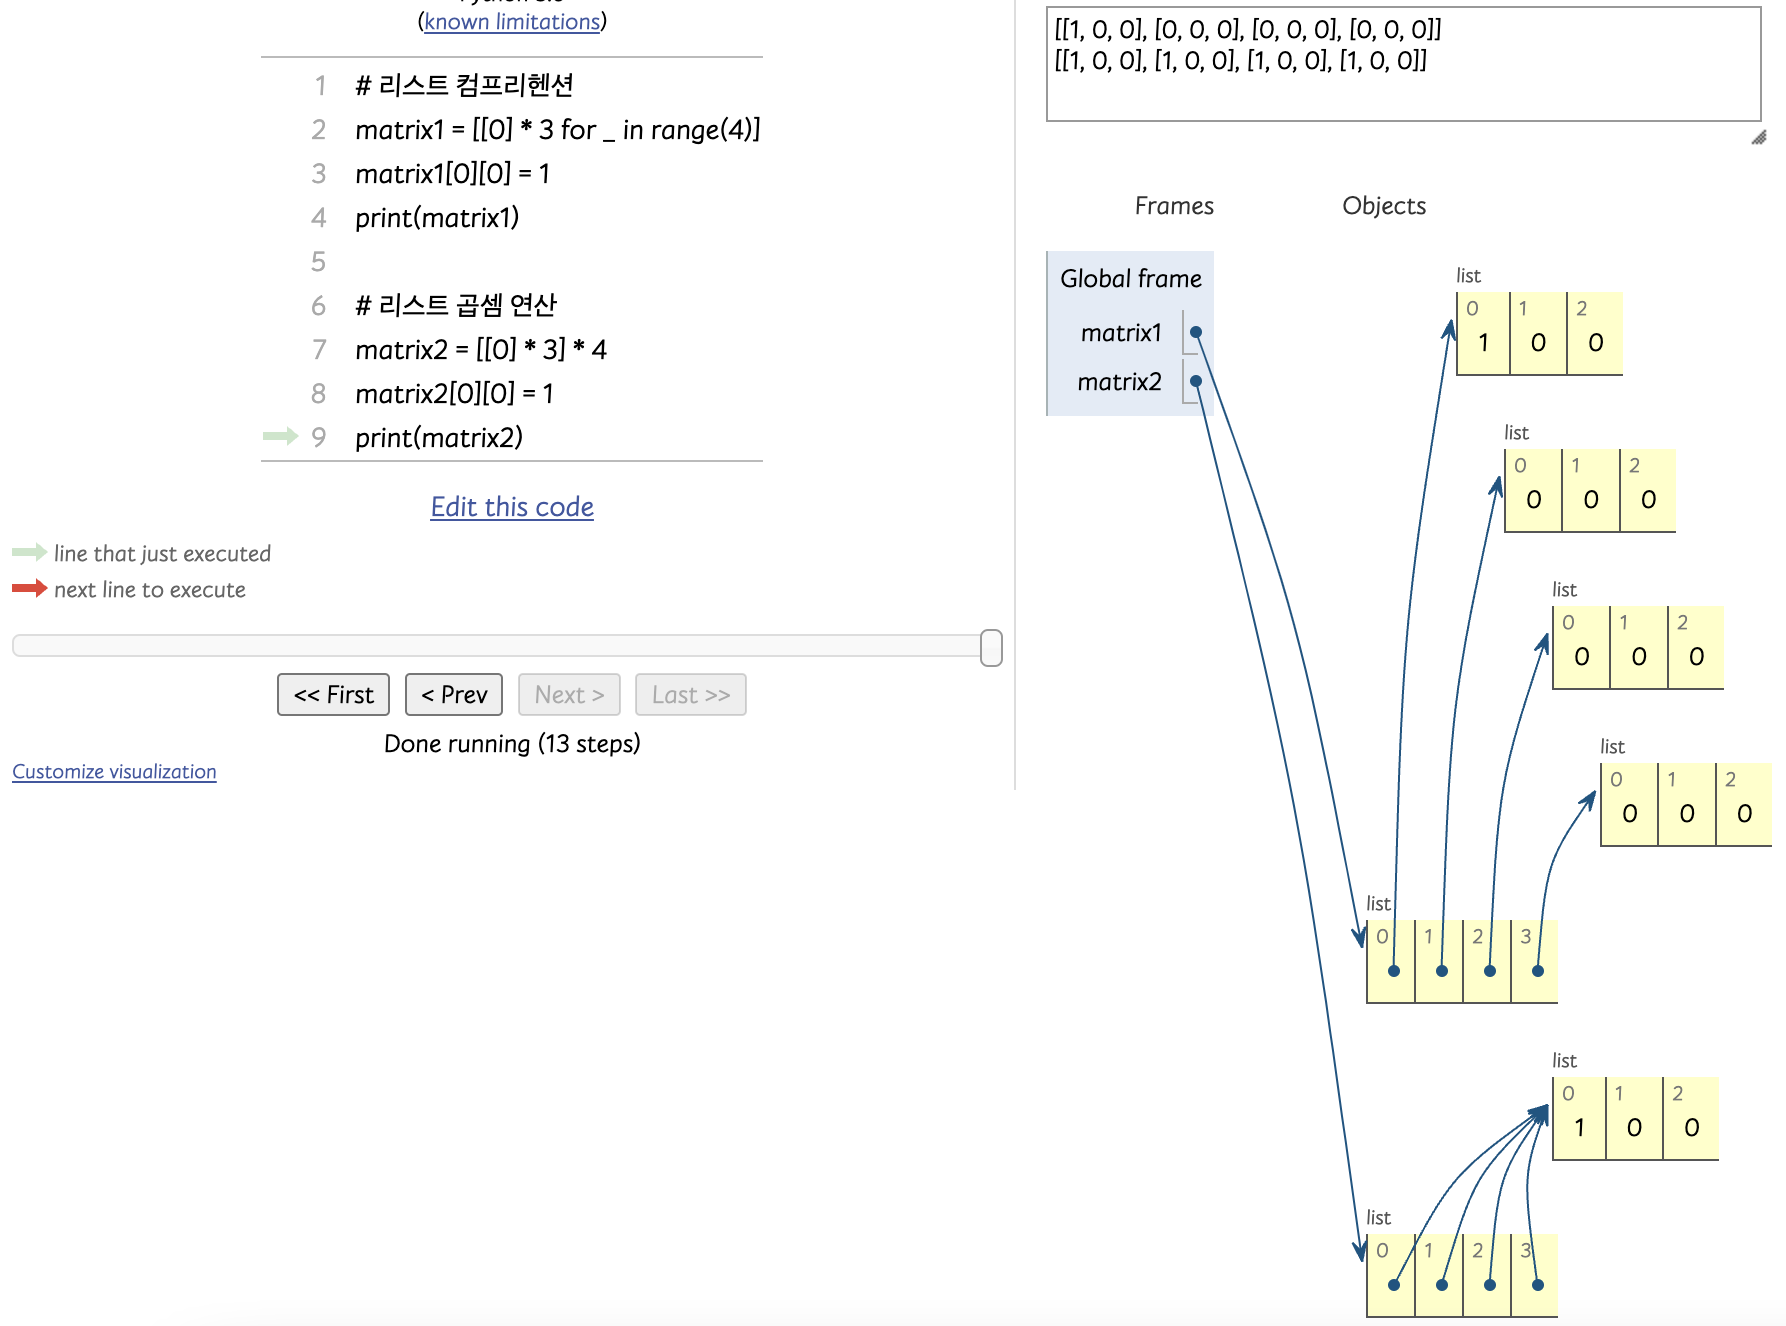 (known limitations)
1 # 리스트 컴프리헨션
2 matrix1 = [[0] * 3 for _ in range(4)]
3 matrix1[0][0] = 1
4 print(matrix1)
5
6 # 리스트 곱셈 연산
7 matrix2 = [[0] * 3] * 4
8 matrix2[0][0] = 1
9 print(matrix2)
Edit this code
line that just executed
next line to execute
<< First < Prev Next > Last >>
Done running (13 steps)
Customize visualization
[[1, 0, 0], [0, 0, 0], [0, 0, 0], [0, 0, 0]]
[[1, 0, 0], [1, 0, 0], [1, 0, 0], [1, 0, 0]]
Frames Objects
Global frame
matrix1
matrix2
list
0 1 2
1 0 0
list
0 1 2
0 0 0
list
0 1 2
0 0 0
list
0 1 2
0 0 0
list
0 1 2 3
list
0 1 2
1 0 0
list
0 1 2 3